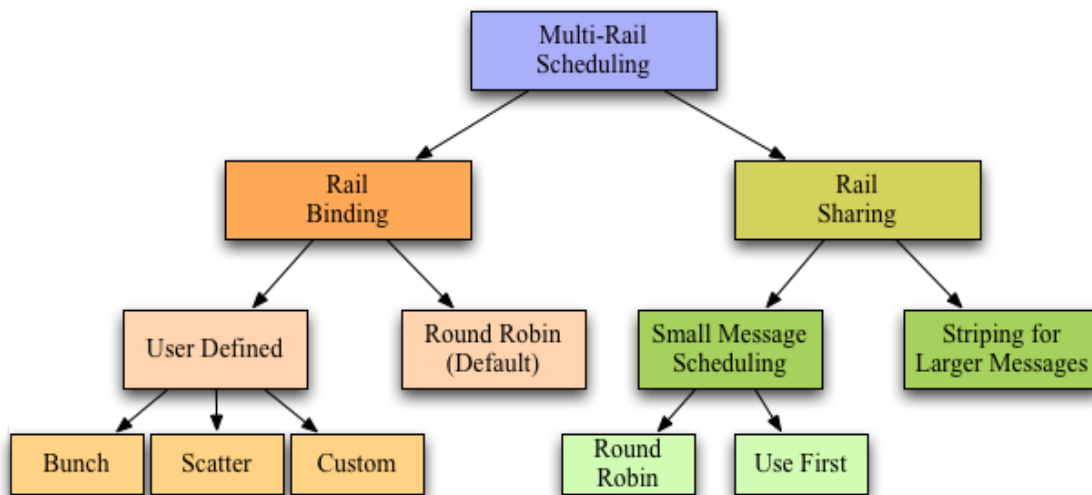 Multi-Rail
Scheduling
Rail
Binding
Rail
Sharing
User Defined
Round Robin
(Default)
Small Message
Scheduling
Striping for
Larger Messages
Bunch
Scatter
Custom
Round
Robin
Use First